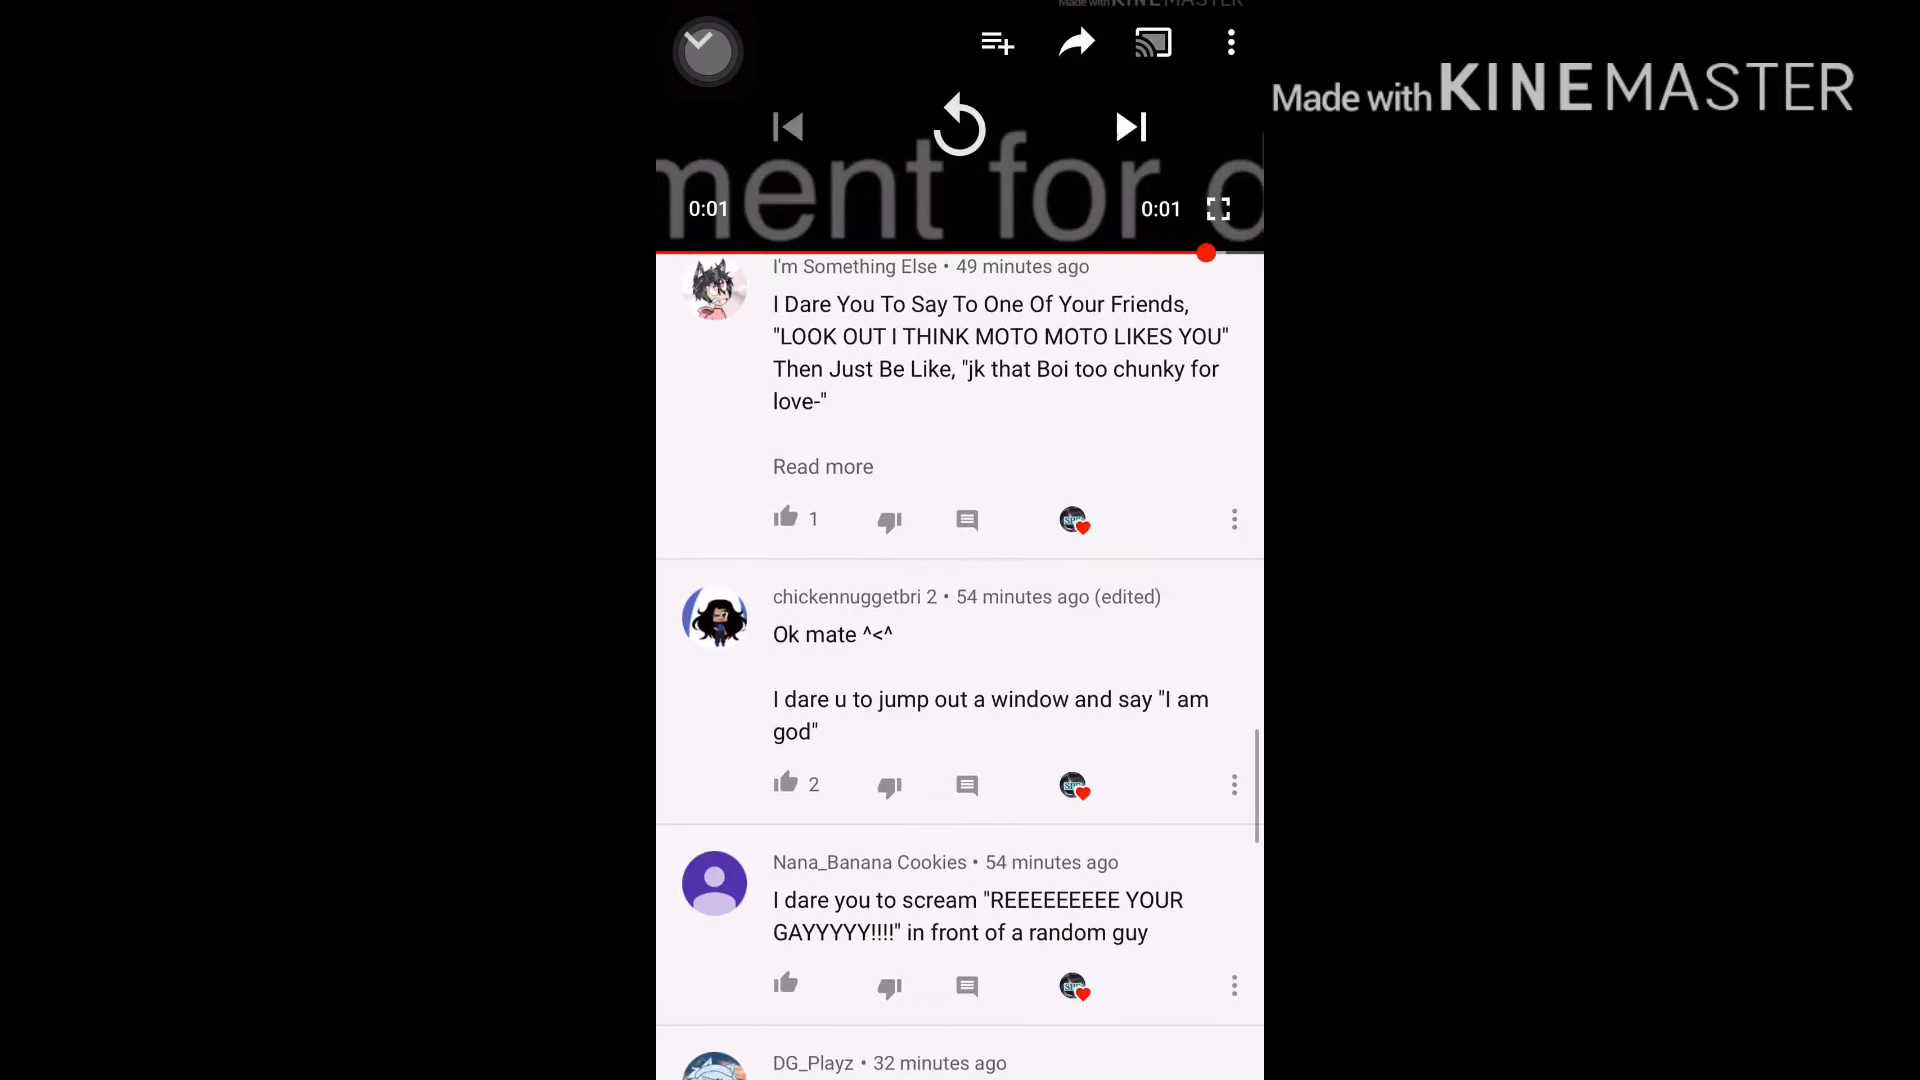 Made with KINEMASTER
Made with KINEMASTER
ment for
0:01
0:01
I'm Something Else • 49 minutes ago
I Dare You To Say To One Of Your Friends,
"LOOK OUT I THINK MOTO MOTO LIKES YOU"
Then Just Be Like, "jk that Boi too chunky for
love-"
Read more
1
chickennuggetbri 2 • 54 minutes ago (edited)
Ok mate ^<^
I dare u to jump out a window and say "I am
god"
2
Nana_Banana Cookies • 54 minutes ago
I dare you to scream "REEEEEEEEE YOUR
GAYYYYY!!!!" in front of a random guy
DG_Playz • 32 minutes ago